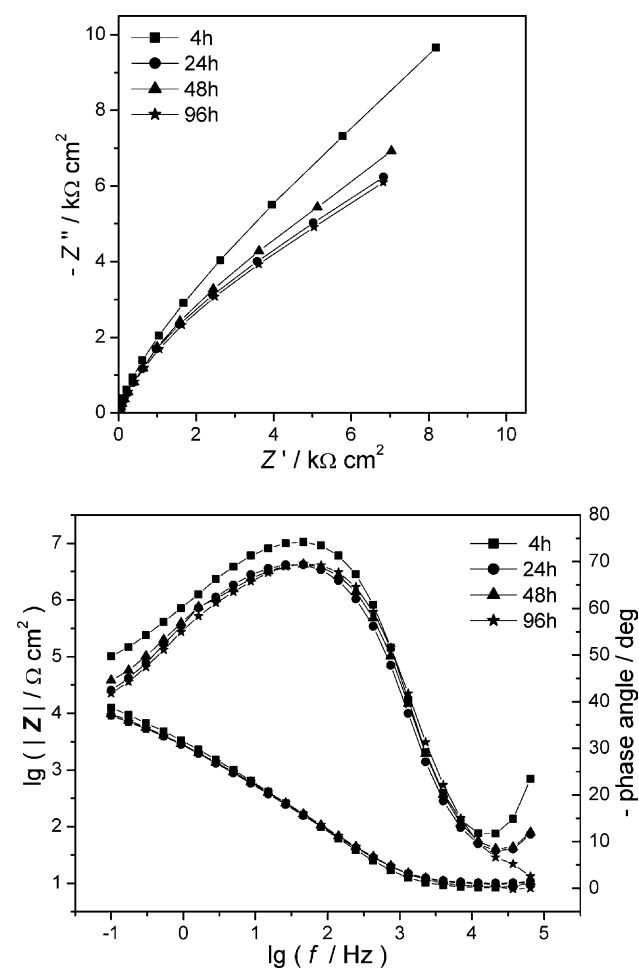 10
8
6
4
2
0
- Z " / kΩ cm²
4h
24h
48h
96h
0 2 4 6 8 10
Z ' / kΩ cm²
7
6
5
4
3
2
1
lg ( | Z | / Ω cm² )
4h
24h
48h
96h
80
70
60
50
40
30
20
10
0
- phase angle / deg
-1 0 1 2 3 4 5
lg ( f / Hz )